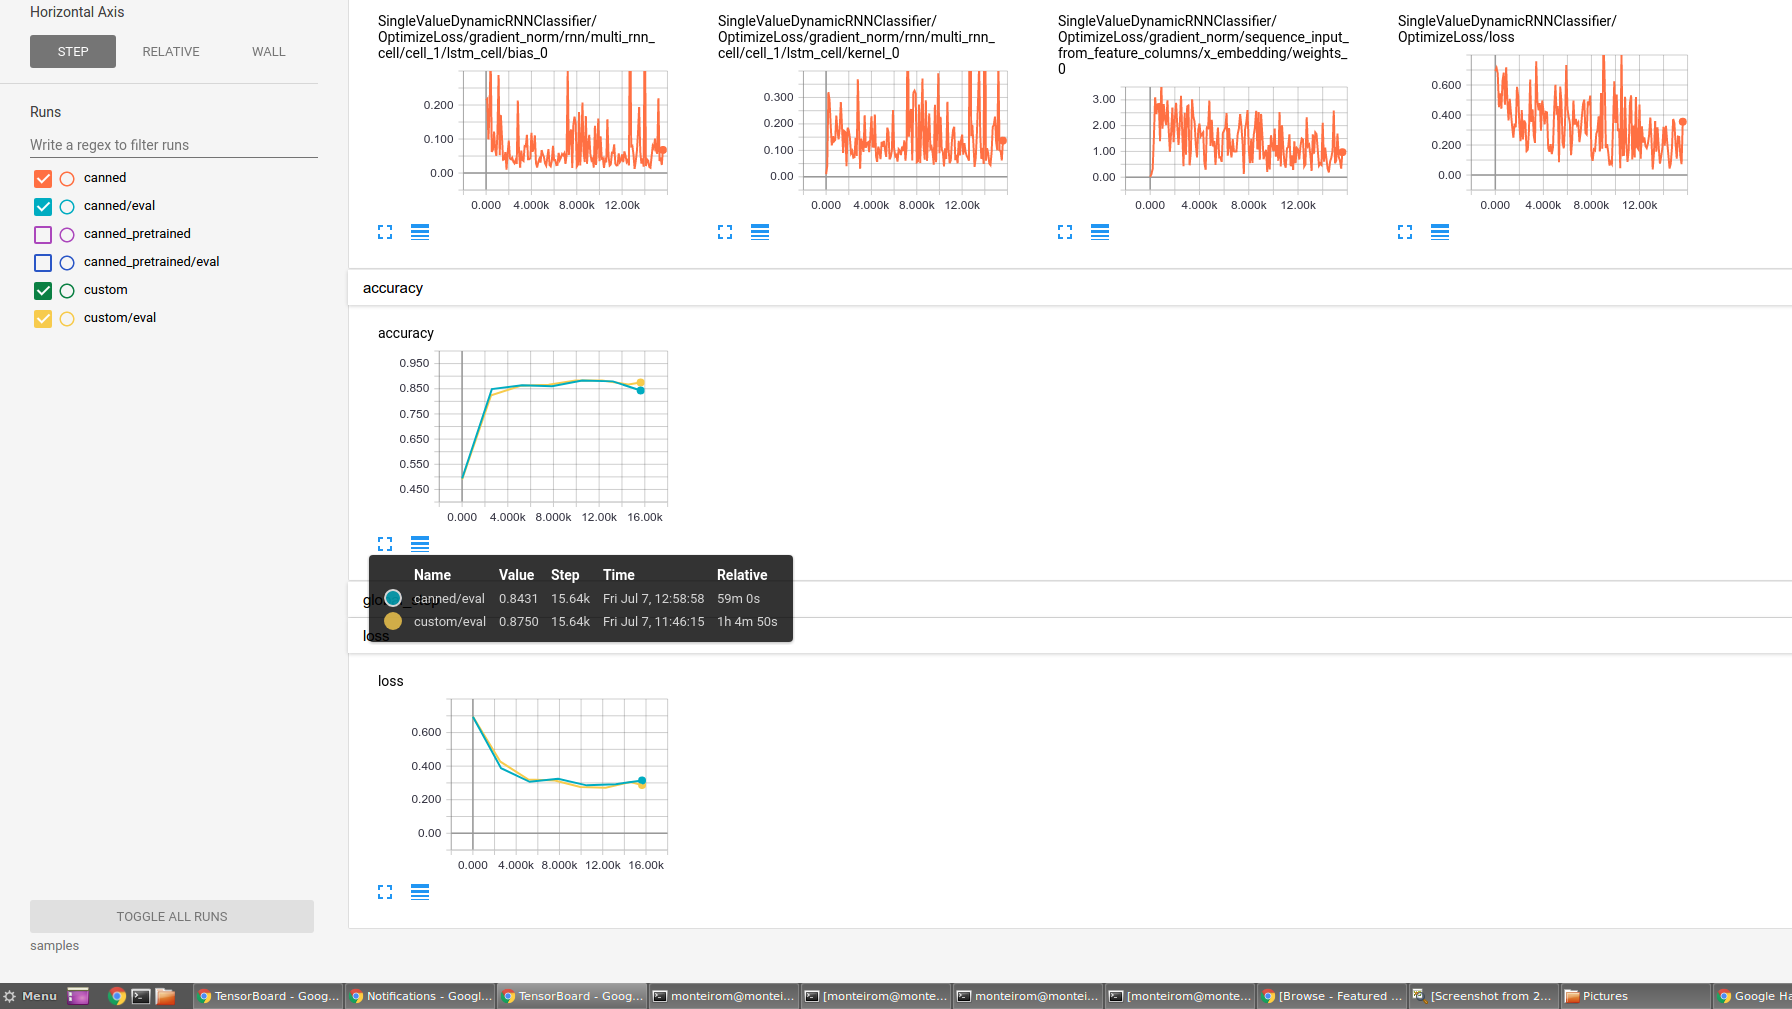 Horizontal Axis
STEP
RELATIVE
WALL
Runs
Write a regex to filter runs
canned
canned/eval
canned_pretrained
canned_pretrained/eval
custom
custom/eval
TOGGLE ALL RUNS
samples
SingleValueDynamicRNNClassifier/
OptimizeLoss/gradient_norm/rnn/multi_rnn_
cell/cell_1/lstm_cell/bias_0
0.200
0.100
0.00
0.000 4.000k 8.000k 12.00k
SingleValueDynamicRNNClassifier/
OptimizeLoss/gradient_norm/rnn/multi_rnn_
cell/cell_1/lstm_cell/kernel_0
0.300
0.200
0.100
0.00
0.000 4.000k 8.000k 12.00k
SingleValueDynamicRNNClassifier/
OptimizeLoss/gradient_norm/sequence_input_
from_feature_columns/x_embedding/weights_
0
3.00
2.00
1.00
0.00
0.000 4.000k 8.000k 12.00k
SingleValueDynamicRNNClassifier/
OptimizeLoss/loss
0.600
0.400
0.200
0.00
0.000 4.000k 8.000k 12.00k
accuracy
accuracy
0.950
0.850
0.750
0.650
0.550
0.450
0.000 4.000k 8.000k 12.00k 16.00k
Name Value Step Time Relative
canned/eval 0.8431 15.64k Fri Jul 7, 12:58:58 59m 0s
custom/eval 0.8750 15.64k Fri Jul 7, 11:46:15 1h 4m 50s
loss
loss
0.600
0.400
0.200
0.00
0.000 4.000k 8.000k 12.00k 16.00k
Menu
TensorBoard - Goog...
Notifications - Googl...
TensorBoard - Goog...
monteirom@montei...
[monteirom@monte...
monteirom@montei...
[monteirom@monte...
[Browse - Featured ...
[Screenshot from 2...
Pictures
Google Ha